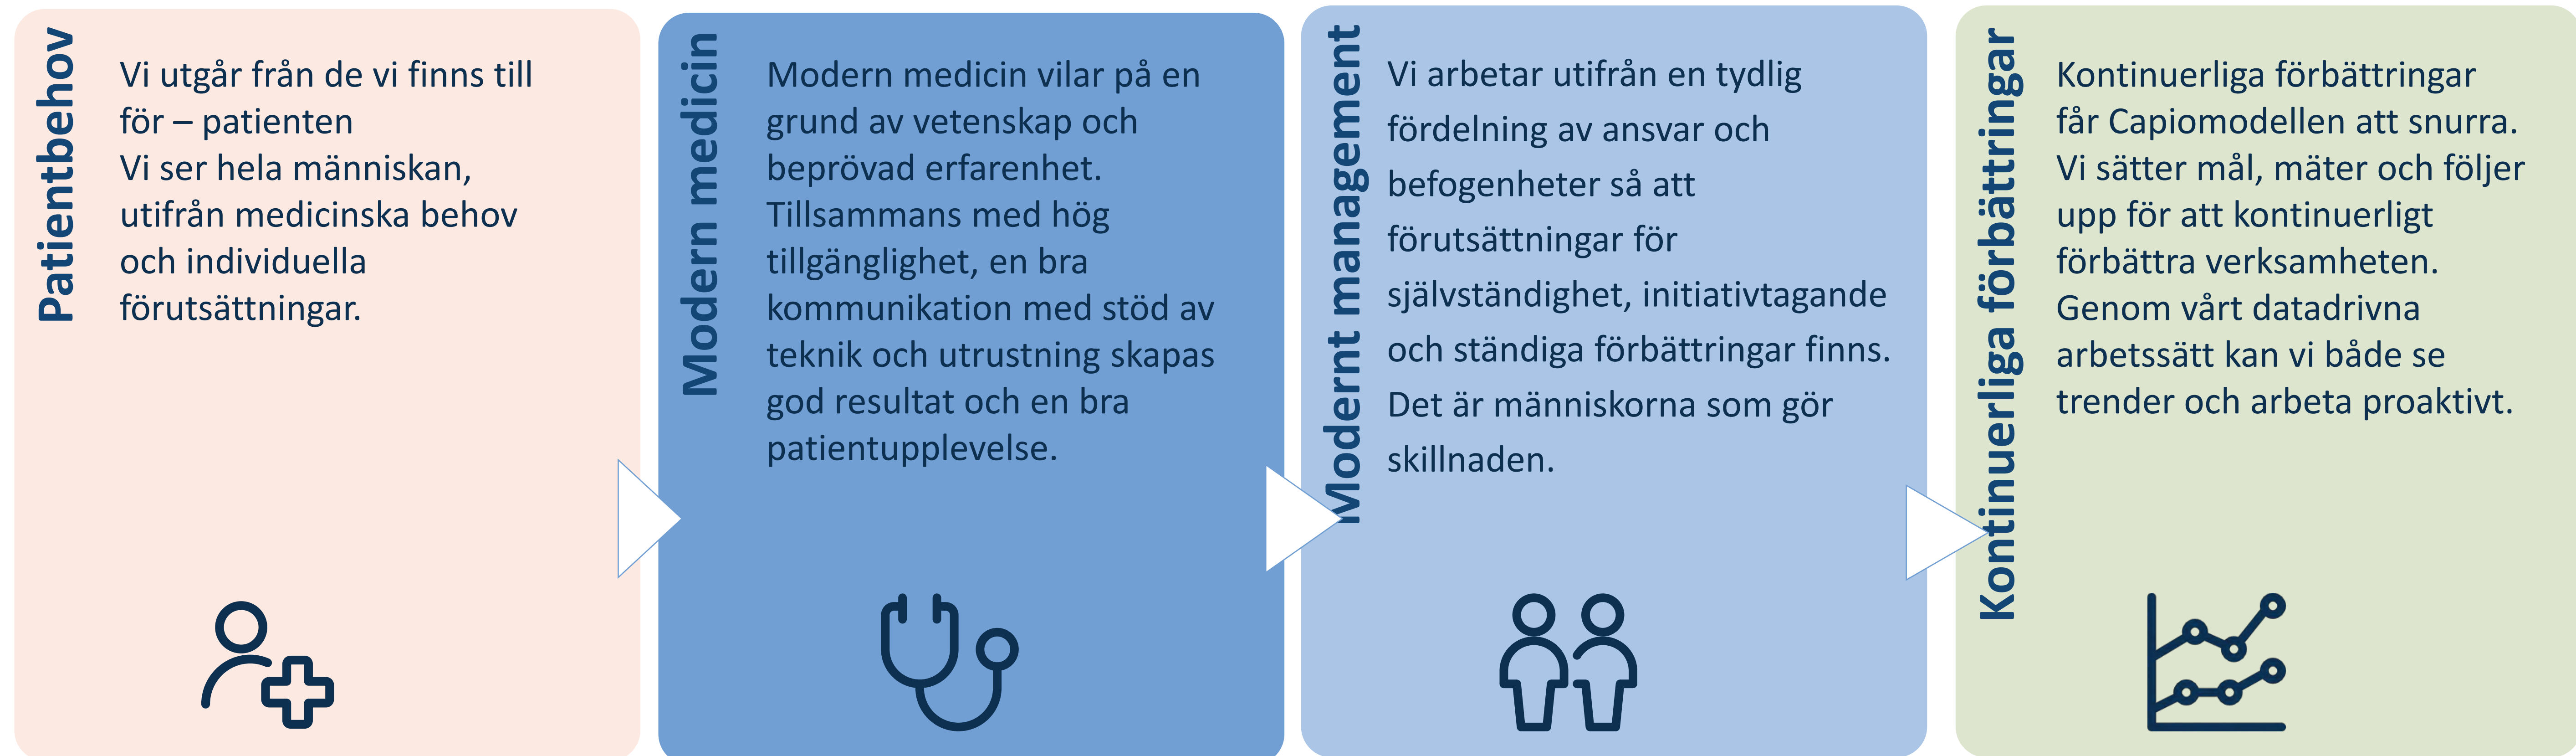 Patientbehov
Vi utgår från de vi finns till
för – patienten
Vi ser hela människan,
utifrån medicinska behov
och individuella
förutsättningar.
Modern medicin
Modern medicin vilar på en
grund av vetenskap och
beprövad erfarenhet.
Tillsammans med hög
tillgänglighet, en bra
kommunikation med stöd av
teknik och utrustning skapas
god resultat och en bra
patientupplevelse.
Modernt management
Vi arbetar utifrån en tydlig
fördelning av ansvar och
befogenheter så att
förutsättningar för
självständighet, initiativtagande
och ständiga förbättringar finns.
Det är människorna som gör
skillnaden.
Kontinuerliga förbättringar
Kontinuerliga förbättringar
får Capiomodellen att snurra.
Vi sätter mål, mäter och följer
upp för att kontinuerligt
förbättra verksamheten.
Genom vårt datadrivna
arbetssätt kan vi både se
trender och arbeta proaktivt.